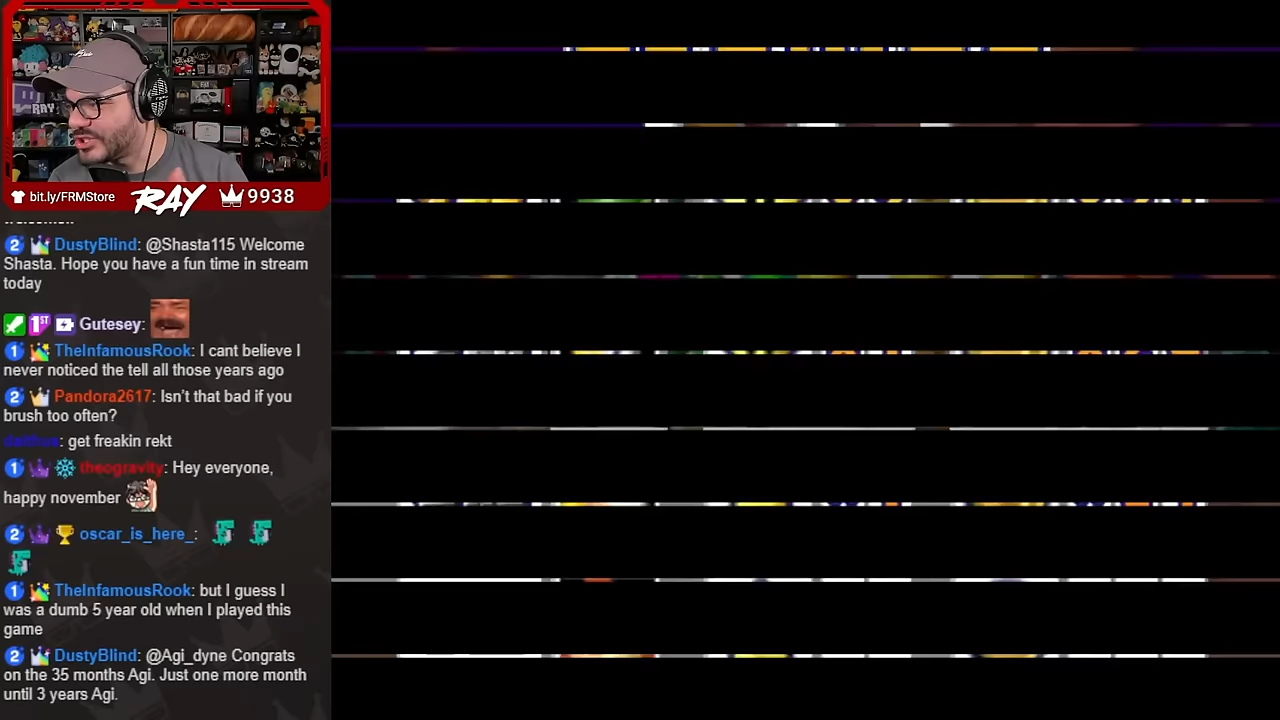 bit.ly/FRMStore
RAY
9938
2 DustyBlind: @Shasta115 Welcome
Shasta. Hope you have a fun time in stream
today
1ST Gutesey:
1 TheInfamousRook: I cant believe I
never noticed the tell all those years ago
2 Pandora2617: Isn't that bad if you
brush too often?
: get freakin rekt
1 theogravity: Hey everyone,
happy november
2 oscar_is_here_:
1 TheInfamousRook: but I guess I
was a dumb 5 year old when I played this
game
2 DustyBlind: @Agi_dyne Congrats
on the 35 months Agi. Just one more month
until 3 years Agi.